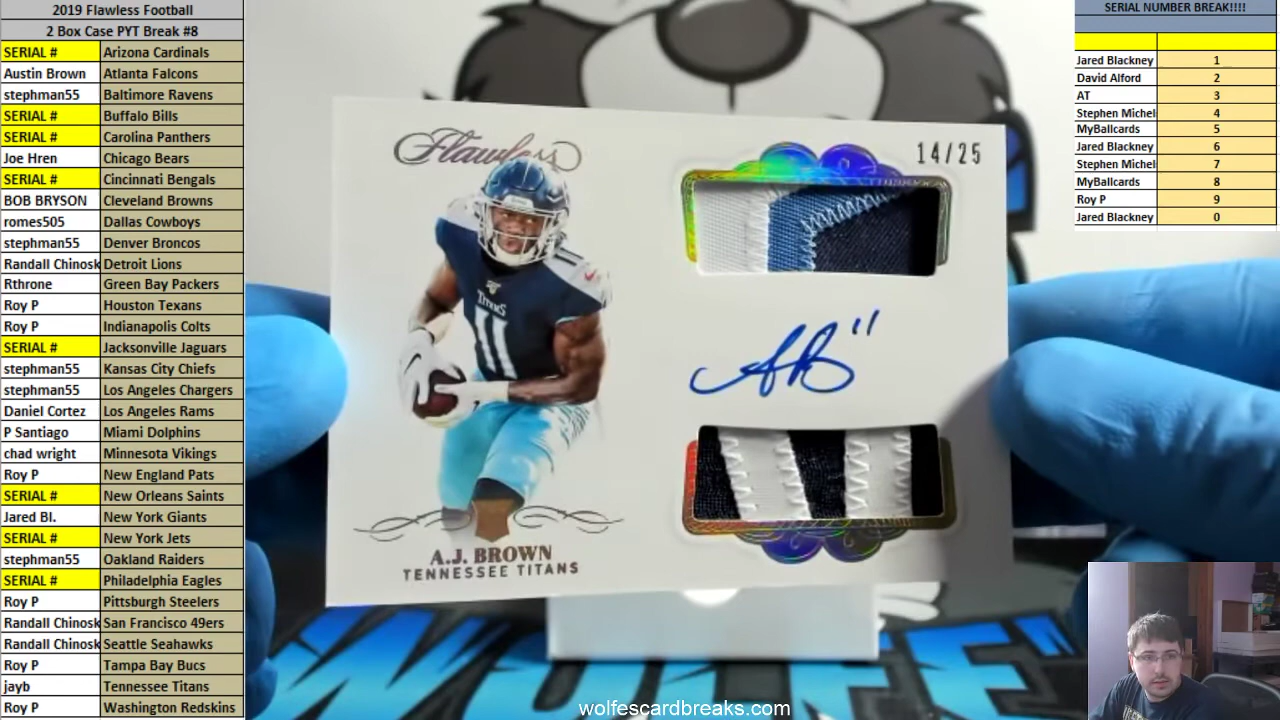 2019 Flawless Football
2 Box Case PYT Break #8
SERIAL # Arizona Cardinals
Austin Brown Atlanta Falcons
stephman55 Baltimore Ravens
SERIAL # Buffalo Bills
SERIAL # Carolina Panthers
Joe Hren Chicago Bears
SERIAL # Cincinnati Bengals
BOB BRYSON Cleveland Browns
romes505 Dallas Cowboys
stephman55 Denver Broncos
Randall Chinosk Detroit Lions
Rthrone Green Bay Packers
Roy P Houston Texans
Roy P Indianapolis Colts
SERIAL # Jacksonville Jaguars
stephman55 Kansas City Chiefs
stephman55 Los Angeles Chargers
Daniel Cortez Los Angeles Rams
P Santiago Miami Dolphins
chad wright Minnesota Vikings
Roy P New England Pats
SERIAL # New Orleans Saints
Jared Bl. New York Giants
SERIAL # New York Jets
stephman55 Oakland Raiders
SERIAL # Philadelphia Eagles
Roy P Pittsburgh Steelers
Randall Chinosk San Francisco 49ers
Randall Chinosk Seattle Seahawks
Roy P Tampa Bay Bucs
jayb Tennessee Titans
Roy P Washington Redskins
Flawless
14/25
TITANS
11
11
AB 11
A.J. BROWN
TENNESSEE TITANS
WOLFE
wolfescardbreaks.com
SERIAL NUMBER BREAK!!!!
Jared Blackney 1
David Alford 2
AT 3
Stephen Michel 4
MyBallcards 5
Jared Blackney 6
Stephen Michel 7
MyBallcards 8
Roy P 9
Jared Blackney 0